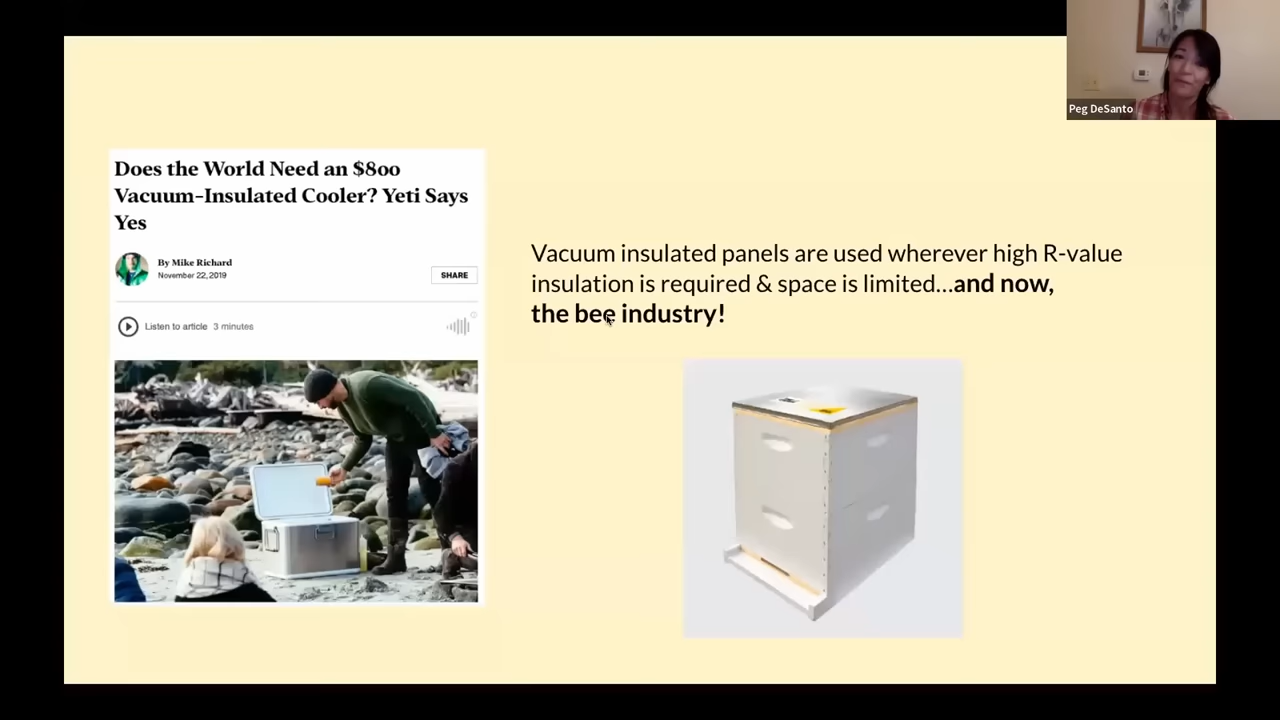 Peg DeSanto
Does the World Need an $800
Vacuum-Insulated Cooler? Yeti Says
Yes
By Mike Richard
November 22, 2019
SHARE
Listen to article 3 minutes
Vacuum insulated panels are used wherever high R-value
insulation is required & space is limited...and now,
the bee industry!